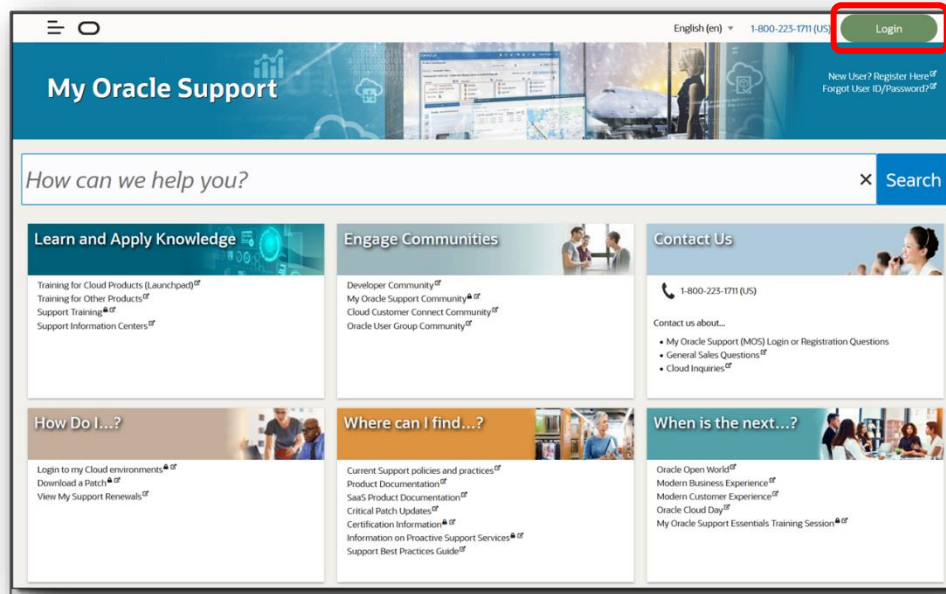 English (en)
1-800-223-1711 (US)
Login
My Oracle Support
New User? Register Here
Forgot User ID/Password?
How can we help you?
× Search
Learn and Apply Knowledge
Training for Cloud Products (Launchpad)
Training for Other Products
Support Training
Support Information Centers
Engage Communities
Developer Community
My Oracle Support Community
Cloud Customer Connect Community
Oracle User Group Community
Contact Us
1-800-223-1711 (US)
Contact us about...
• My Oracle Support (MOS) Login or Registration Questions
• General Sales Questions
• Cloud Inquiries
How Do I...?
Login to my Cloud environments
Download a Patch
View My Support Renewals
Where can I find...?
Current Support policies and practices
Product Documentation
SaaS Product Documentation
Critical Patch Updates
Certification Information
Information on Proactive Support Services
Support Best Practices Guide
When is the next...?
Oracle Open World
Modern Business Experience
Modern Customer Experience
Oracle Cloud Day
My Oracle Support Essentials Training Session